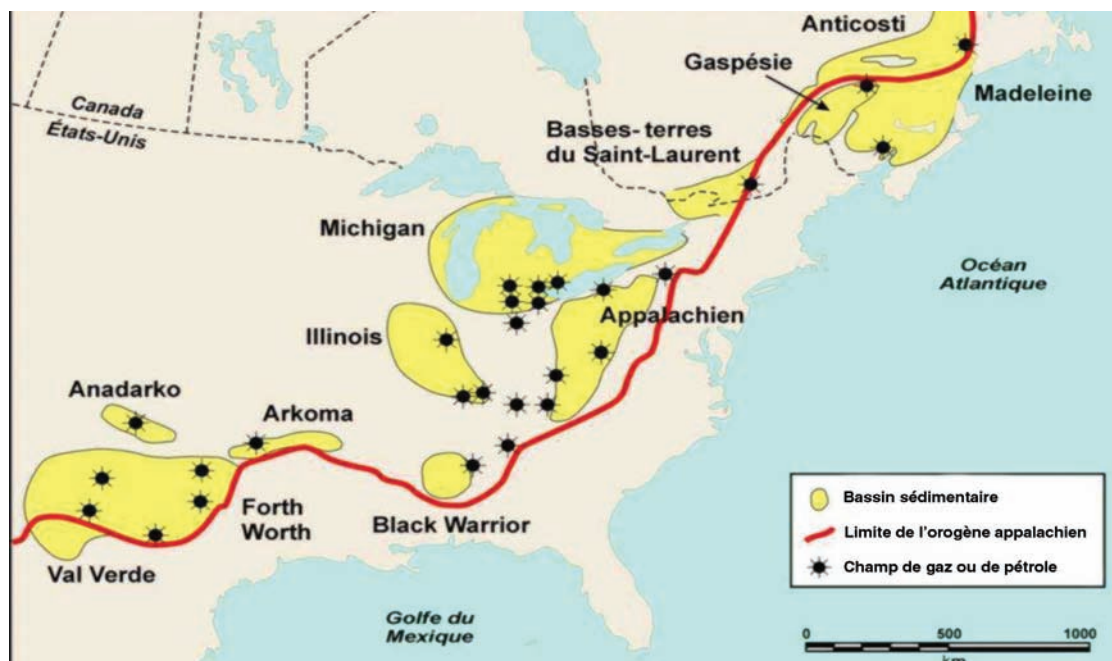 Anticosti
Gaspésie
Madeleine
Canada
États-Unis
Basses-terres
du Saint-Laurent
Michigan
Océan
Atlantique
Appalachien
Illinois
Anadarko
Arkoma
Forth
Worth
Black Warrior
Val Verde
Golfe du
Mexique
Bassin sédimentaire
Limite de l'orogène appalachien
Champ de gaz ou de pétrole
0 500 1000
km